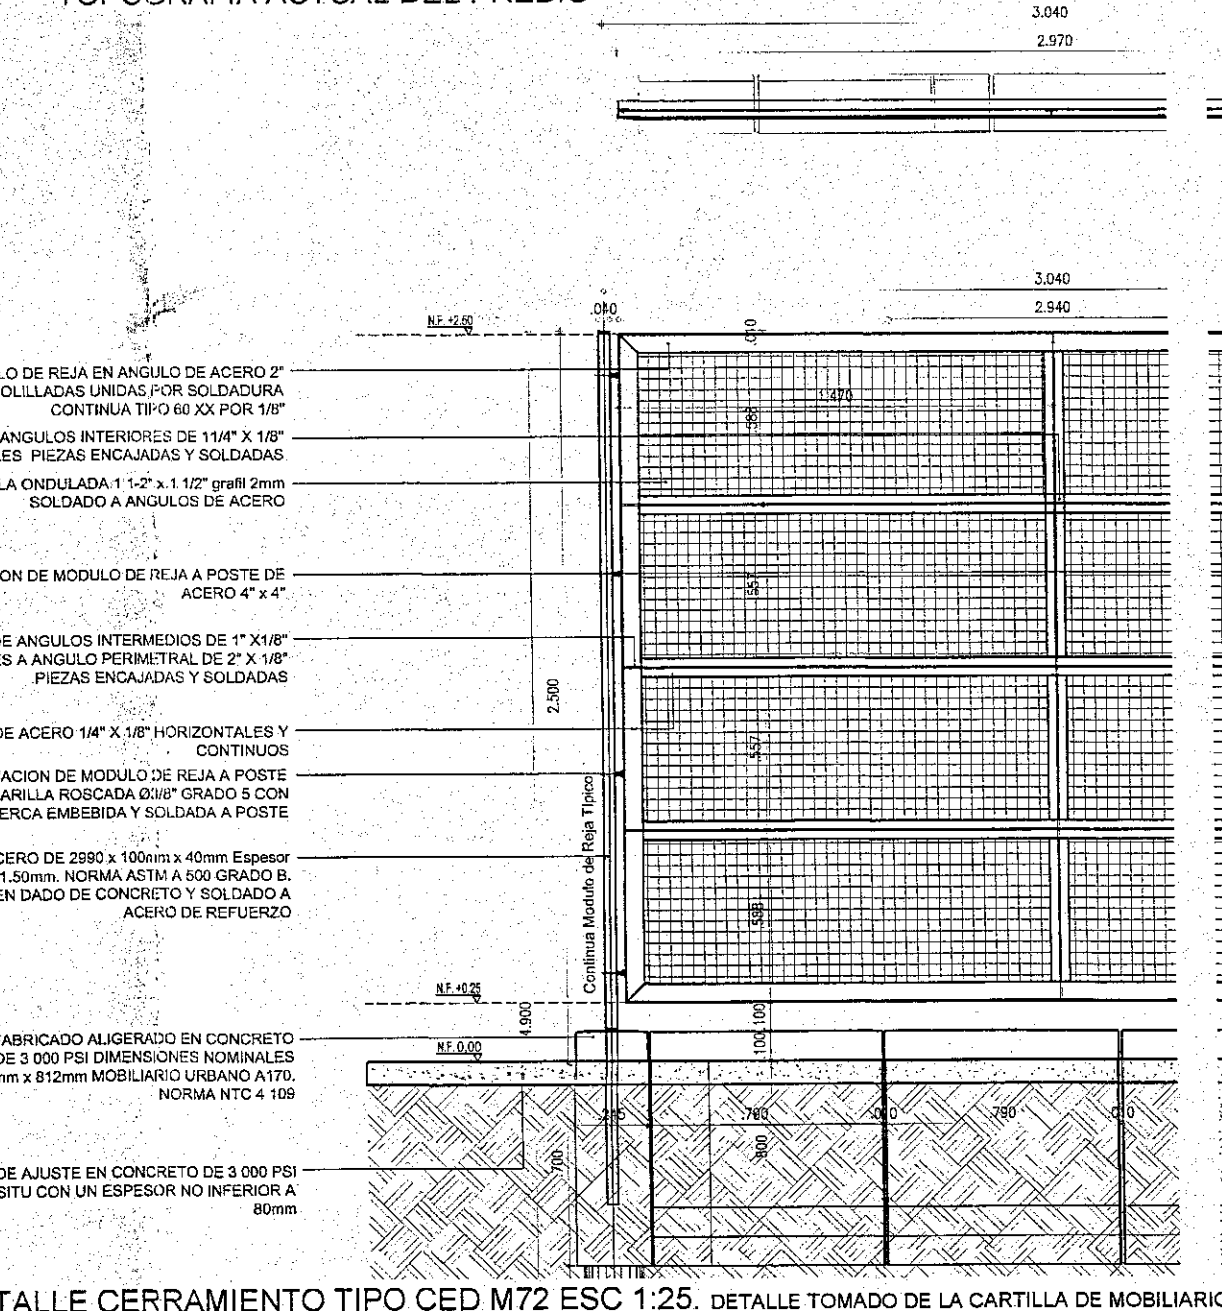 TOPOGRAFIA ACTUAL DEL PREDIO
3.040
2.970
3.040
2.940
.040
N.F. +2.50
.010
LO DE REJA EN ANGULO DE ACERO 2"
OLILLADAS UNIDAS POR SOLDADURA
CONTINUA TIPO 60 XX POR 1/8"
1.470
.588
ANGULOS INTERIORES DE 11/4" X 1/8"
LES PIEZAS ENCAJADAS Y SOLDADAS
LA ONDULADA 1 1-2" x 1 1/2" grafil 2mm
SOLDADO A ANGULOS DE ACERO
ON DE MODULO DE REJA A POSTE DE
ACERO 4" x 4"
.557
DE ANGULOS INTERMEDIOS DE 1" X1/8"
ES A ANGULO PERIMETRAL DE 2" X 1/8"
PIEZAS ENCAJADAS Y SOLDADAS
2.500
DE ACERO 1/4" X 1/8" HORIZONTALES Y
CONTINUOS
.557
ACION DE MODULO DE REJA A POSTE
ARILLA ROSCADA Ø3/8" GRADO 5 CON
ERCA EMBEBIDA Y SOLDADA A POSTE
Continua Modulo de Reja Tipico
CERO DE 2990 x 100mm x 40mm Espesor
1.50mm. NORMA ASTM A 500 GRADO B.
EN DADO DE CONCRETO Y SOLDADO A
ACERO DE REFUERZO
.588
N.F. +0.25
4.900
.100
.100
FABRICADO ALIGERADO EN CONCRETO
DE 3 000 PSI DIMENSIONES NOMINALES
mm x 812mm MOBILIARIO URBANO A170.
NORMA NTC 4 109
N.F. 0,00
.245
.790
.790
.700
.800
DE AJUSTE EN CONCRETO DE 3 000 PSI
SITU CON UN ESPESOR NO INFERIOR A
80mm
TALLE CERRAMIENTO TIPO CED M72 ESC 1:25. DETALLE TOMADO DE LA CARTILLA DE MOBILIARIO